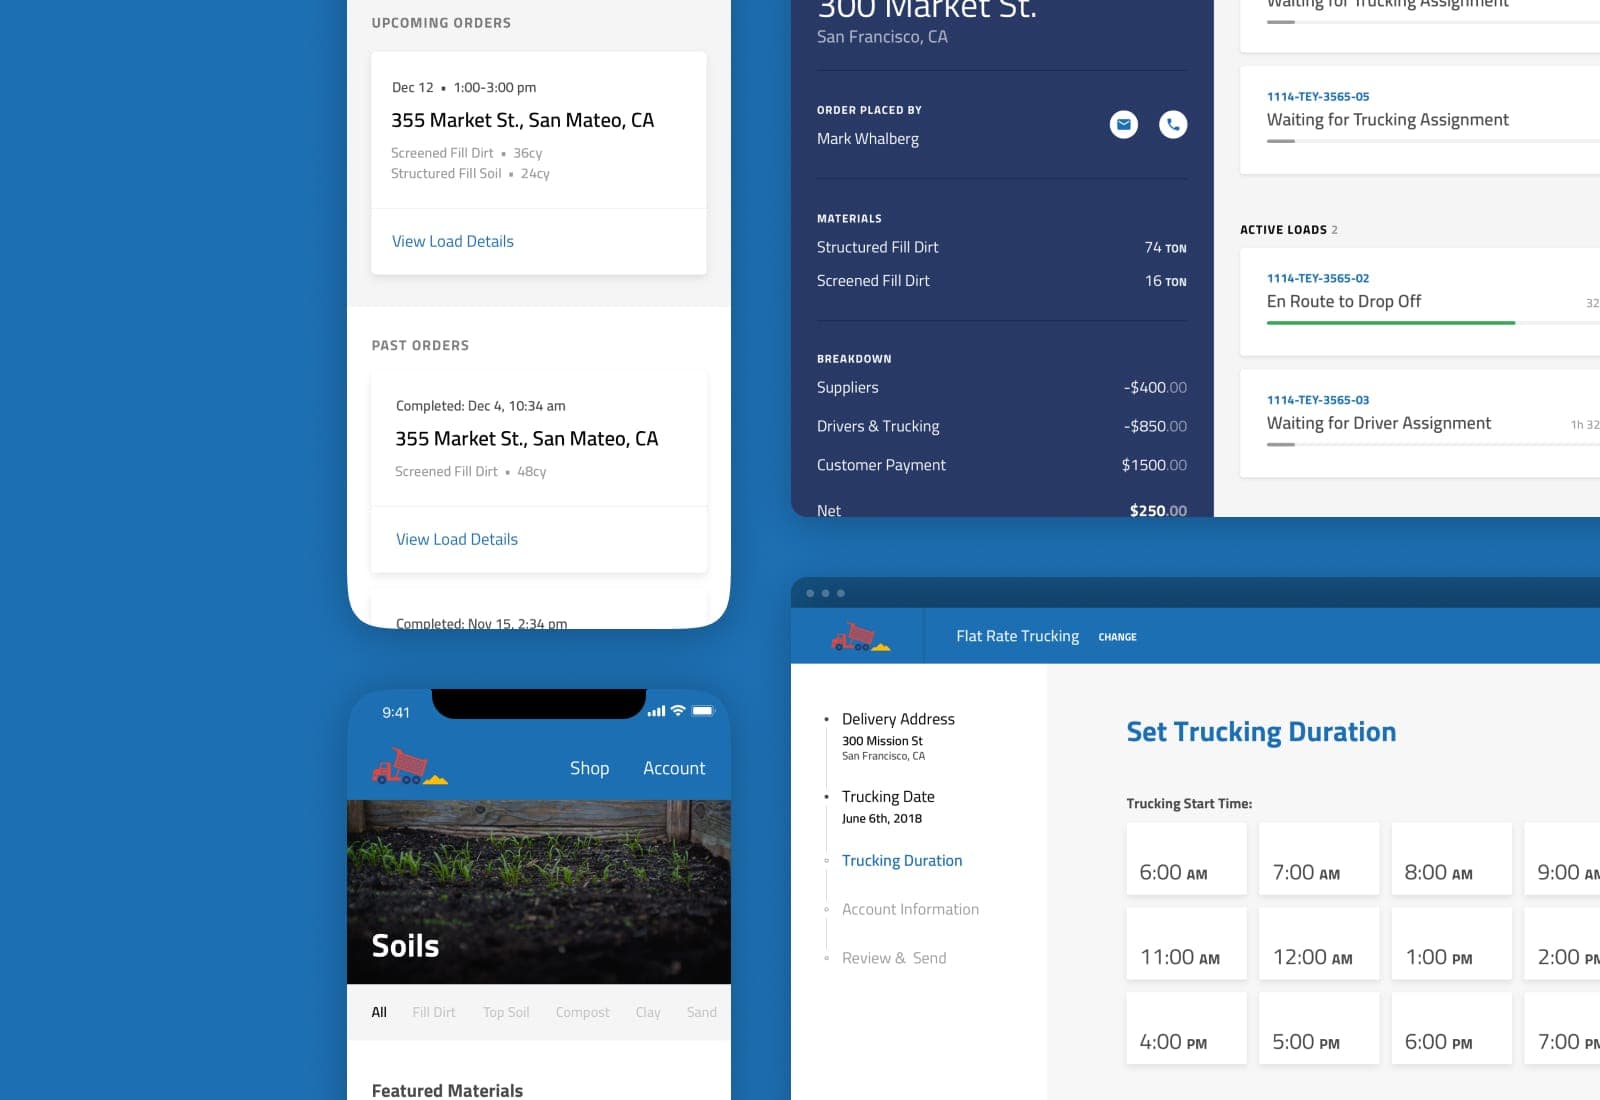 UPCOMING ORDERS
Dec 12 • 1:00-3:00 pm
355 Market St., San Mateo, CA
Screened Fill Dirt • 36cy
Structured Fill Soil • 24cy
View Load Details
PAST ORDERS
Completed: Dec 4, 10:34 am
355 Market St., San Mateo, CA
Screened Fill Dirt • 48cy
View Load Details
Completed: Nov 15, 2:34 pm
9:41
Shop Account
Soils
All Fill Dirt Top Soil Compost Clay Sand
Featured Materials
300 Market St.
San Francisco, CA
ORDER PLACED BY
Mark Whalberg
MATERIALS
Structured Fill Dirt 74 TON
Screened Fill Dirt 16 TON
BREAKDOWN
Suppliers -$400.00
Drivers & Trucking -$850.00
Customer Payment $1500.00
Net $250.00
Waiting for Trucking Assignment
1114-TEY-3565-05
Waiting for Trucking Assignment
ACTIVE LOADS 2
1114-TEY-3565-02
En Route to Drop Off 32
1114-TEY-3565-03
Waiting for Driver Assignment 1h 32
Flat Rate Trucking CHANGE
Delivery Address
300 Mission St
San Francisco, CA
Trucking Date
June 6th, 2018
Trucking Duration
Account Information
Review & Send
Set Trucking Duration
Trucking Start Time:
6:00 AM 7:00 AM 8:00 AM 9:00 AM
11:00 AM 12:00 AM 1:00 PM 2:00 PM
4:00 PM 5:00 PM 6:00 PM 7:00 PM